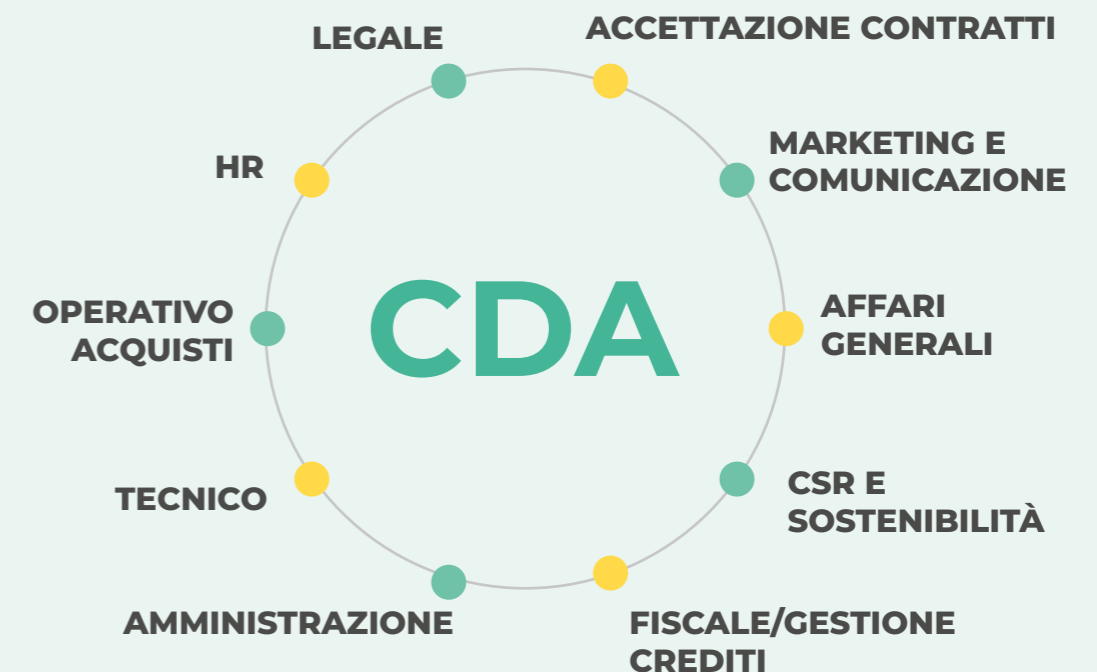 LEGALE
ACCETTAZIONE CONTRATTI
HR
MARKETING E
COMUNICAZIONE
CDA
OPERATIVO
ACQUISTI
AFFARI
GENERALI
TECNICO
CSR E
SOSTENIBILITÀ
AMMINISTRAZIONE
FISCALE/GESTIONE
CREDITI